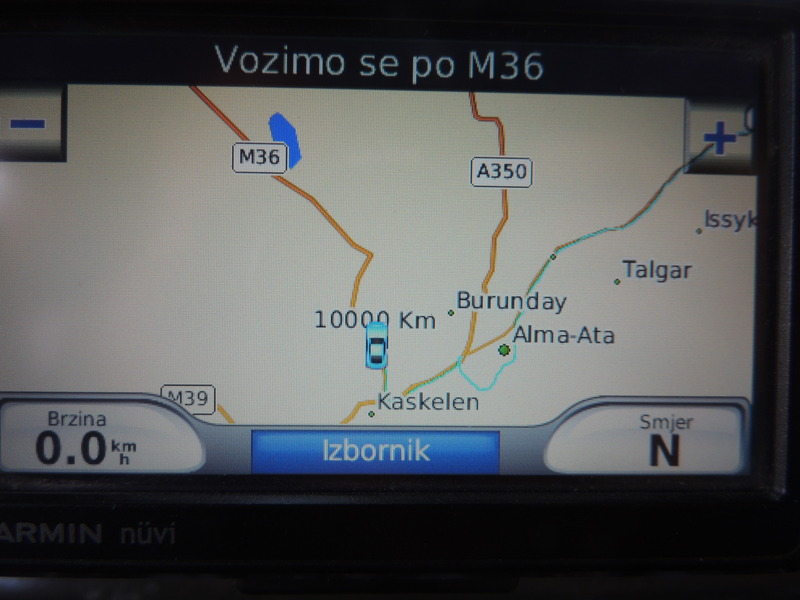 Vozimo se po M36
M36
A350
Issyk
Talgar
Burunday
10000 Km
Alma-Ata
M39
Kaskelen
Brzina
0.0 km
h
Izbornik
Smjer
N
ARMIN nüvi